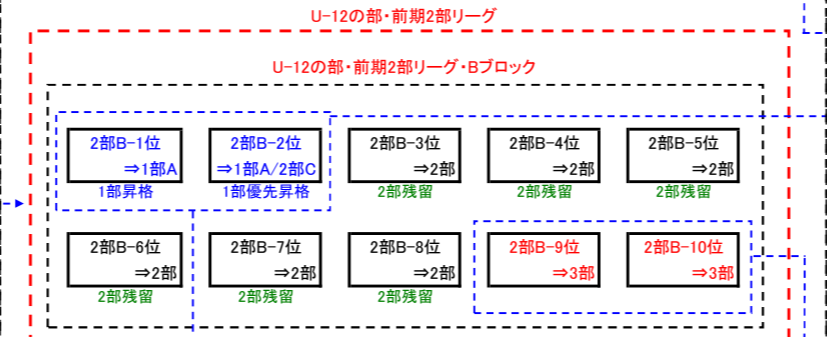 U-12の部・前期2部リーグ
U-12の部・前期2部リーグ・Bブロック
2部B-1位
⇒1部A
1部昇格
2部B-2位
⇒1部A/2部C
1部優先昇格
2部B-3位
⇒2部
2部残留
2部B-4位
⇒2部
2部残留
2部B-5位
⇒2部
2部残留
2部B-6位
⇒2部
2部残留
2部B-7位
⇒2部
2部残留
2部B-8位
⇒2部
2部残留
2部B-9位
⇒3部
2部B-10位
⇒3部